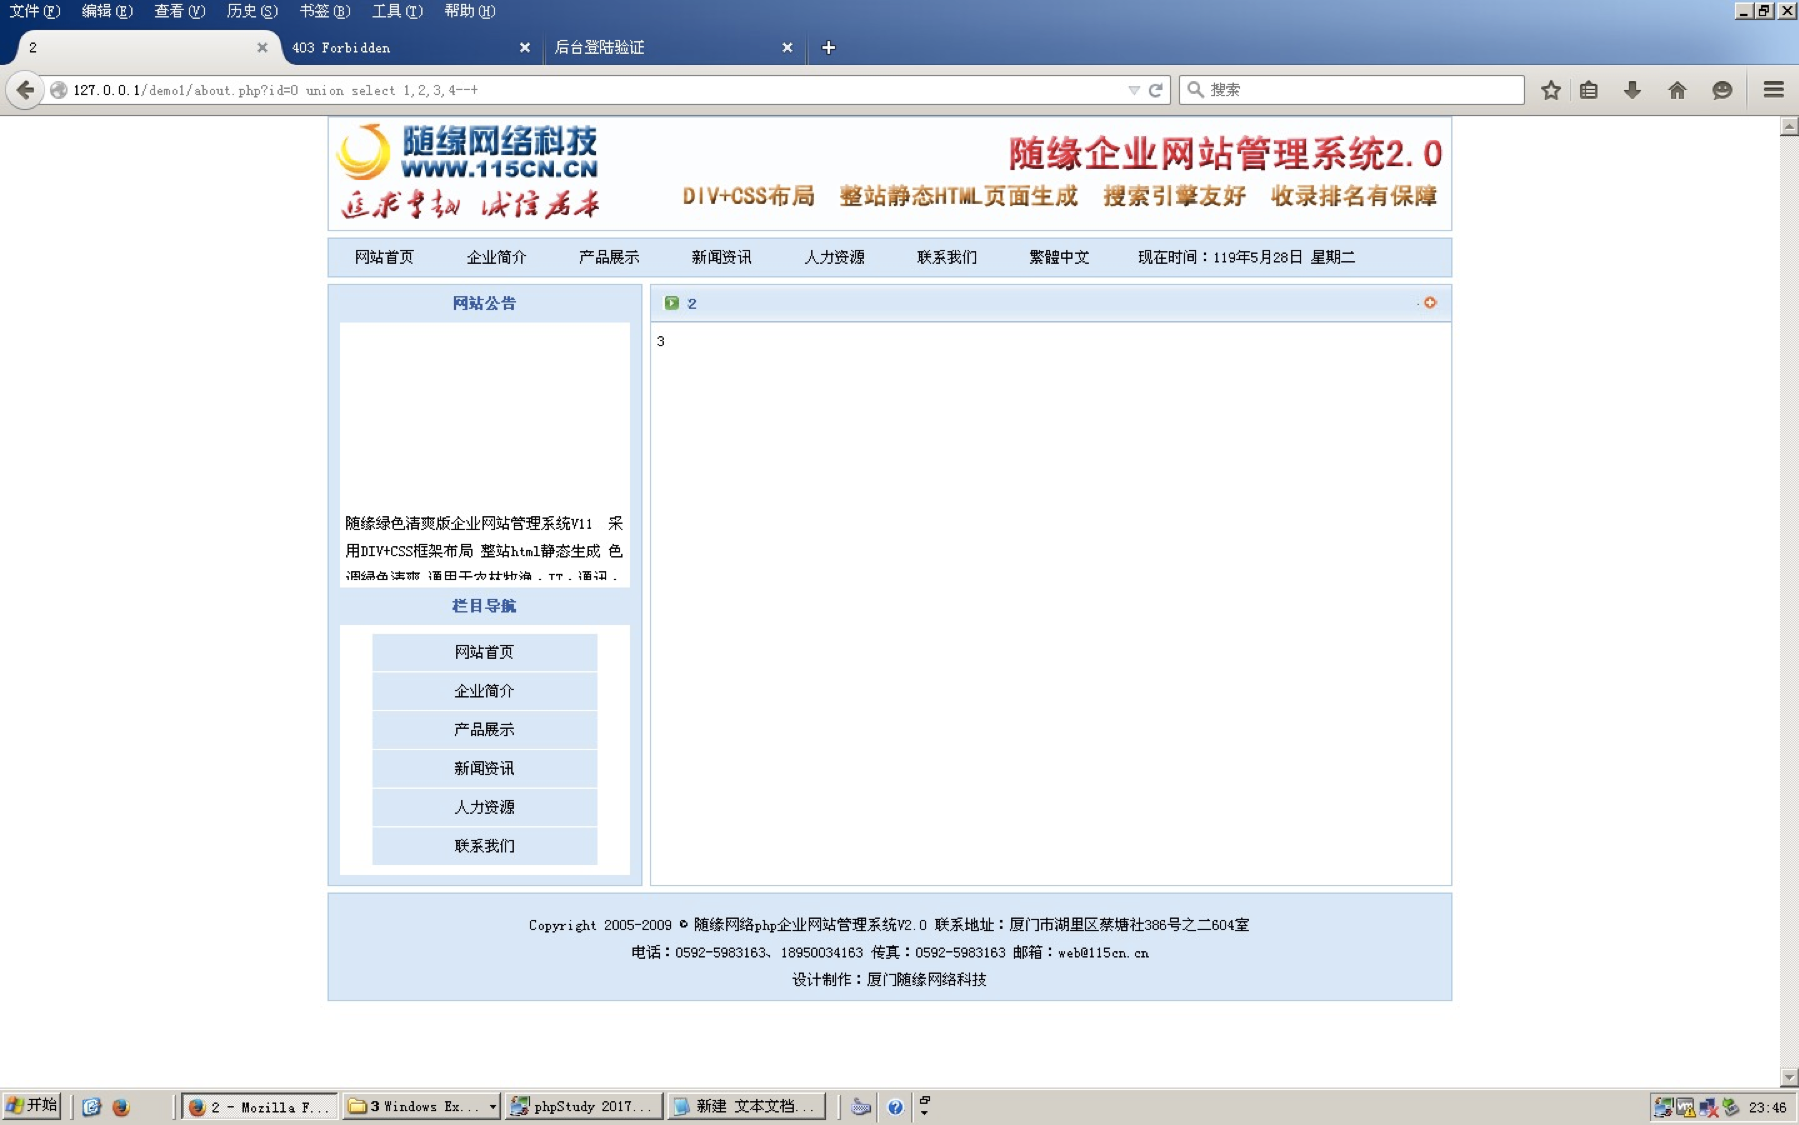 文件(F) 编辑(E) 查看(V) 历史(S) 书签(B) 工具(T) 帮助(H)
2 403 Forbidden 后台登陆验证
127.0.0.1/demo1/about.php?id=0 union select 1,2,3,4--+ 搜索
随缘网络科技
WWW.115CN.CN
诚信为本
随缘企业网站管理系统2.0
DIV+CSS布局 整站静态HTML页面生成 搜索引擎友好 收录排名有保障
网站首页 企业简介 产品展示 新闻资讯 人力资源 联系我们 繁體中文 现在时间：119年5月28日 星期二
网站公告
2
3
随缘绿色清爽版企业网站管理系统V11 采
用DIV+CSS框架布局 整站html静态生成 色
调绿色清爽 通用于农林牧渔，IT，通讯，
栏目导航
网站首页
企业简介
产品展示
新闻资讯
人力资源
联系我们
Copyright 2005-2009 © 随缘网络php企业网站管理系统V2.0 联系地址：厦门市湖里区蔡塘社386号之二604室
电话：0592-5983163、18950034163 传真：0592-5983163 邮箱：web@115cn.cn
设计制作：厦门随缘网络科技
开始 2 - Mozilla F... 3 Windows Ex... phpStudy 2017... 新建 文本文档... 23:46